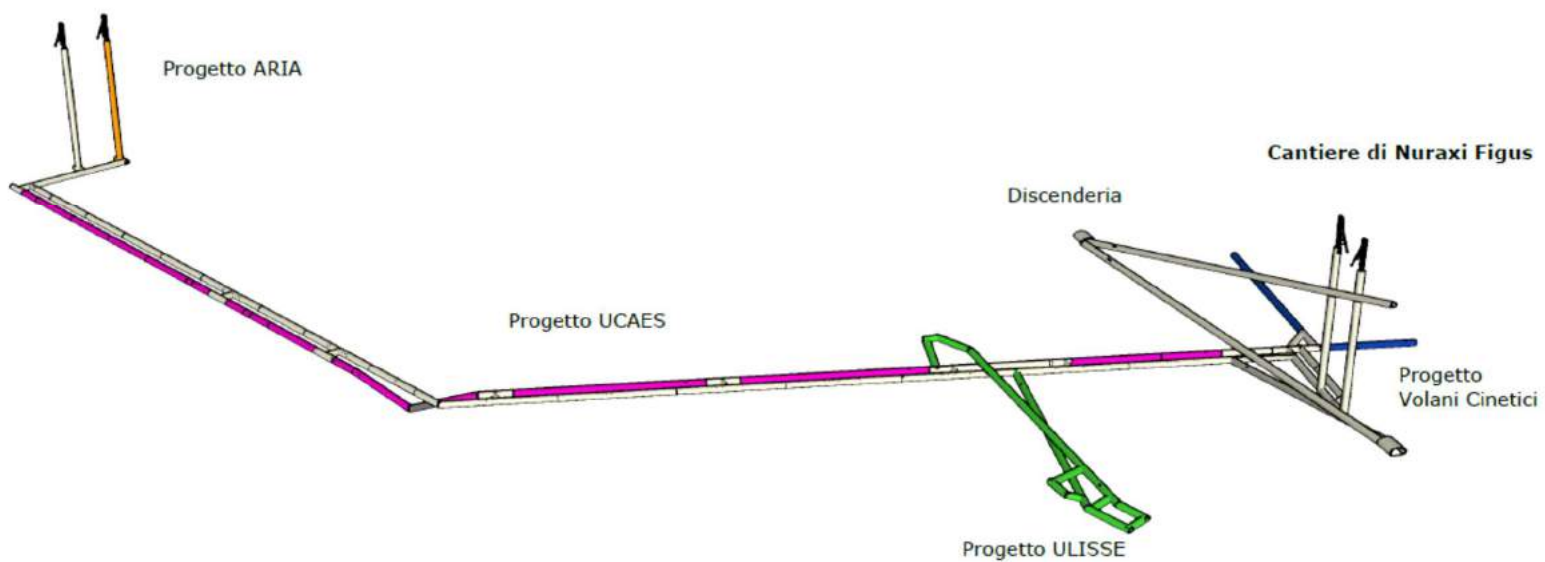 Progetto ARIA
Cantiere di Nuraxi Figus
Discenderia
Progetto UCAES
Progetto
Volani Cinetici
Progetto ULISSE